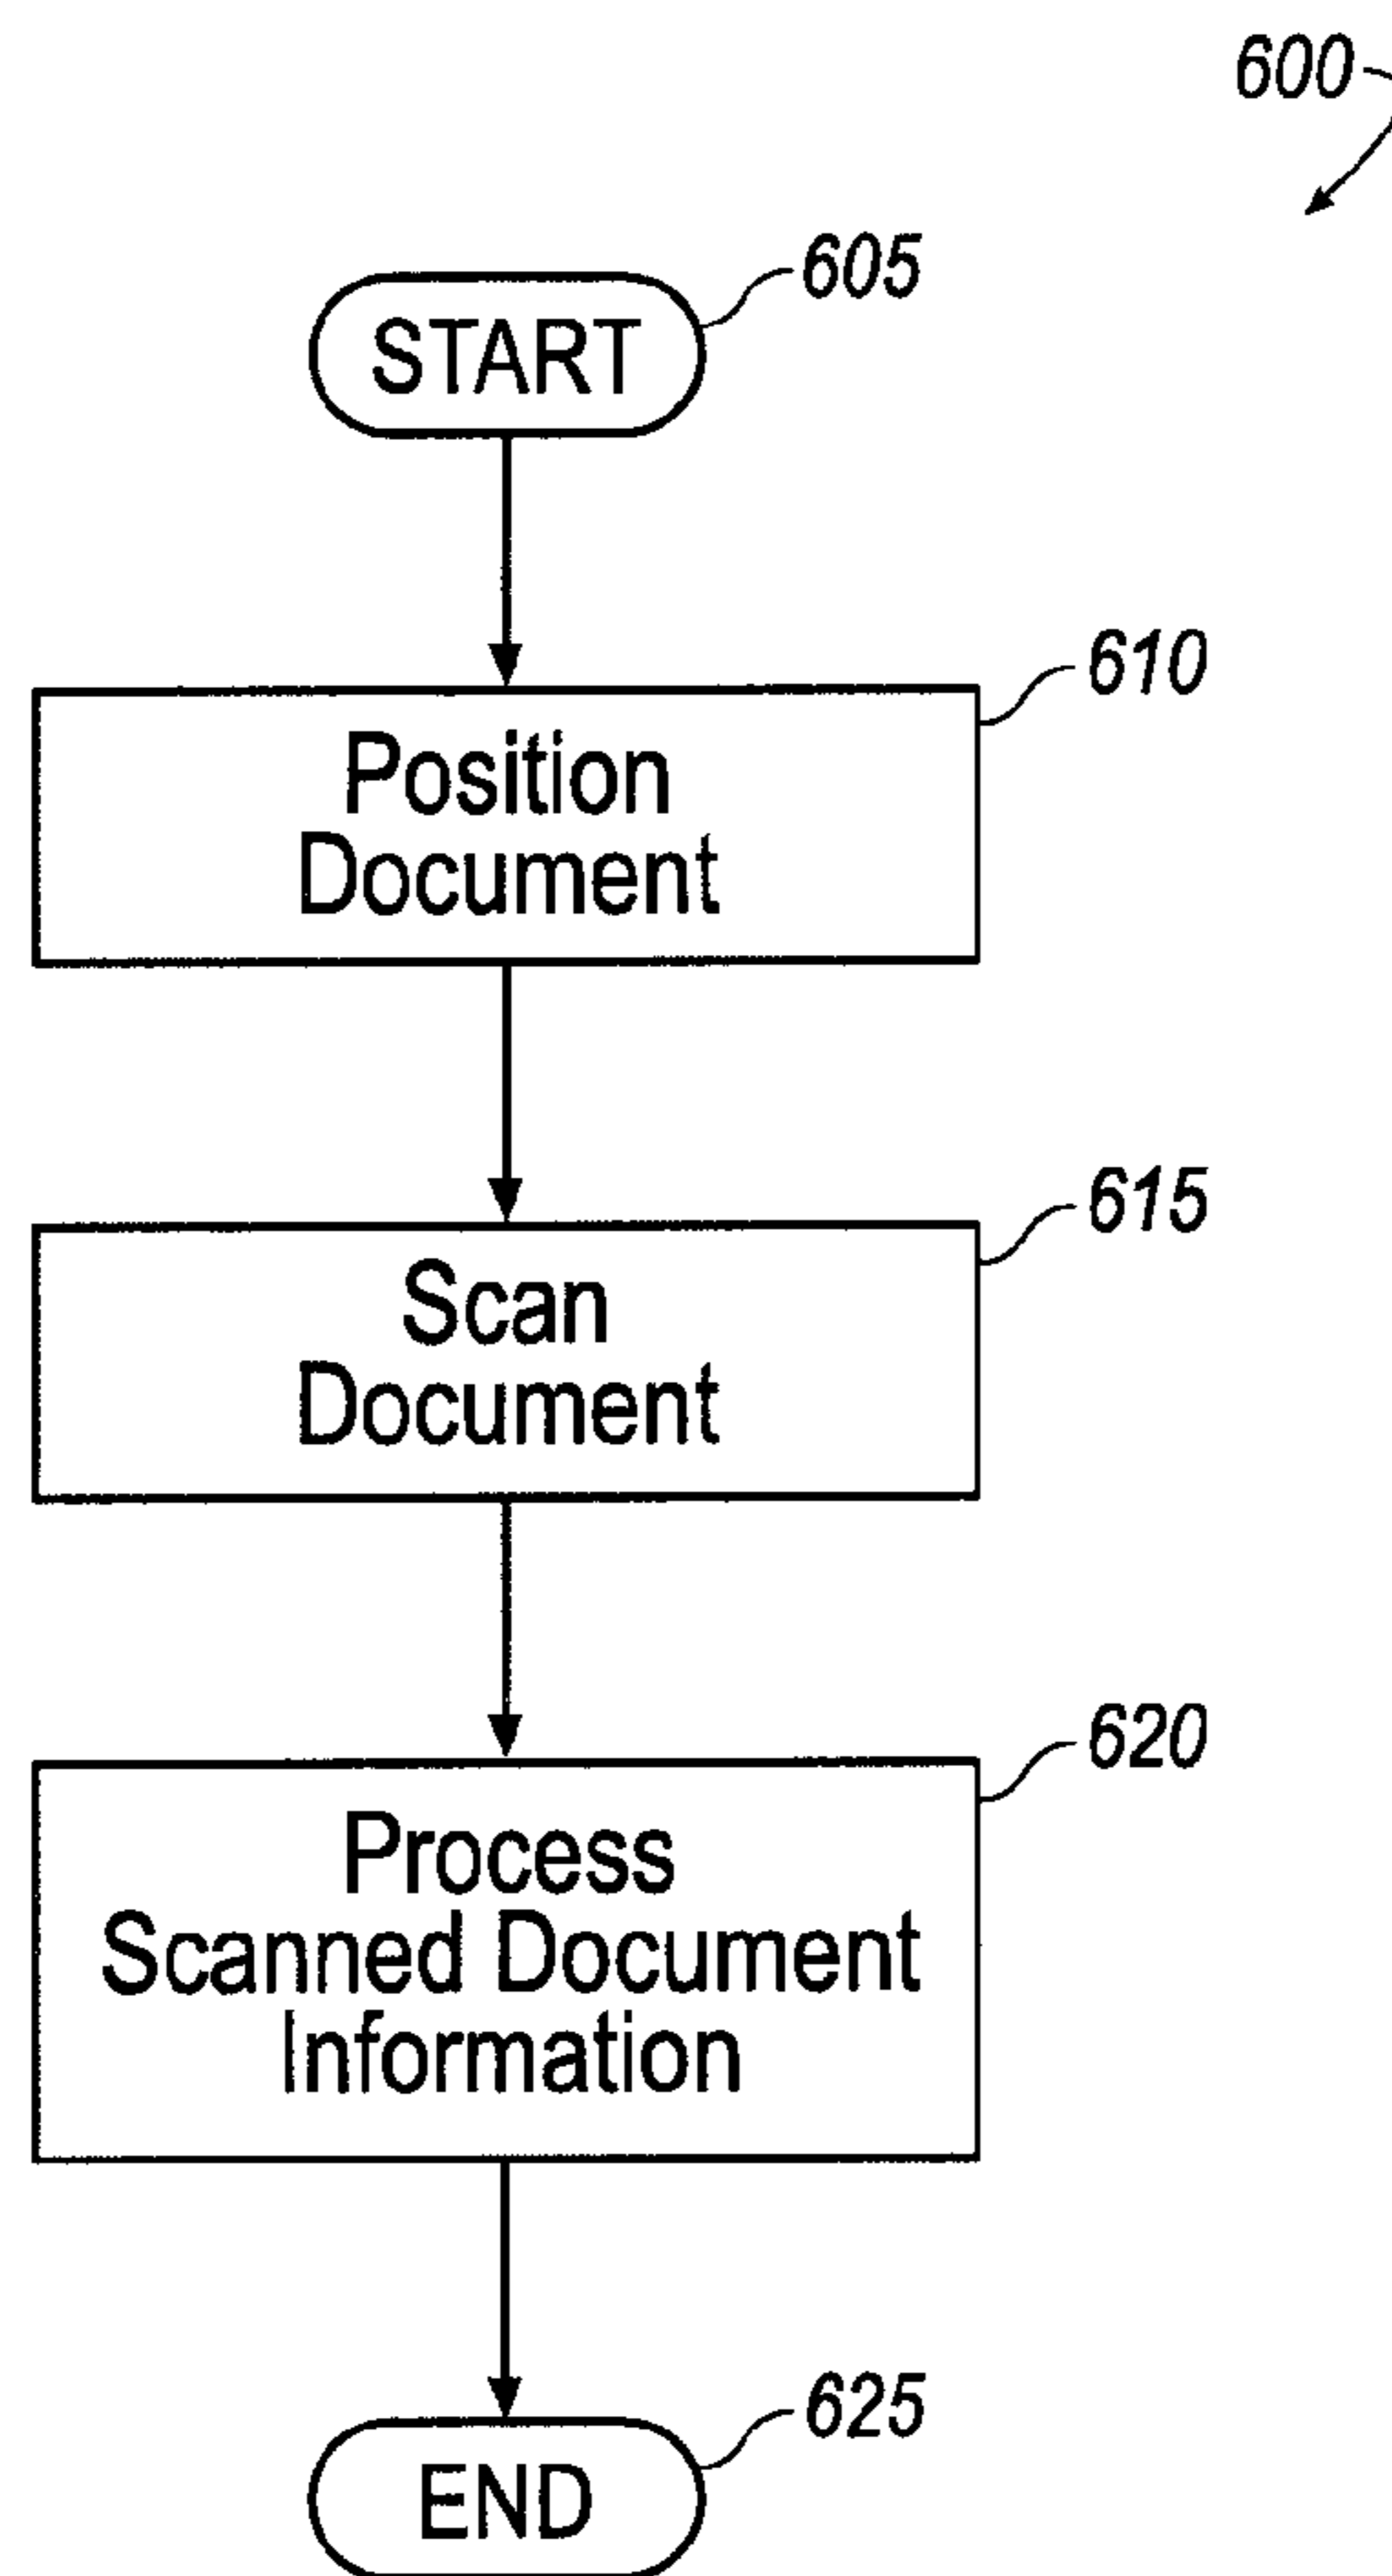 600
605
START
610
Position
Document
615
Scan
Document
620
Process
Scanned Document
Information
625
END